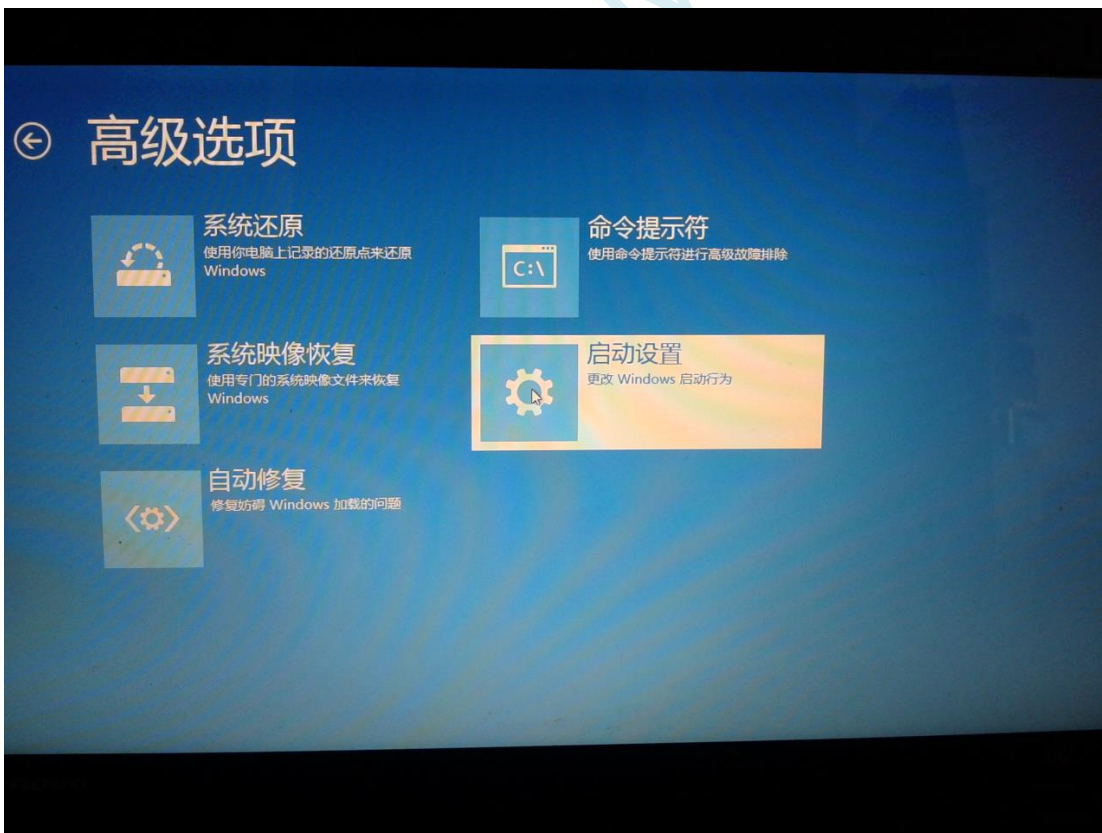 高级选项
系统还原
使用你电脑上记录的还原点来还原
Windows
命令提示符
使用命令提示符进行高级故障排除
C:\
系统映像恢复
使用专门的系统映像文件来恢复
Windows
启动设置
更改 Windows 启动行为
自动修复
修复妨碍 Windows 加载的问题